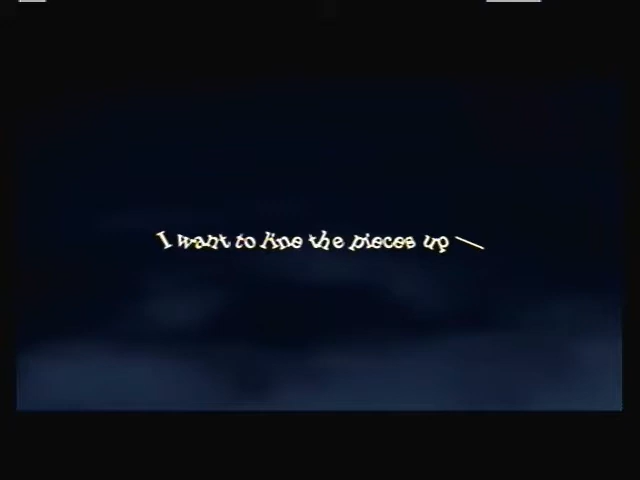 I want to line the pieces up —